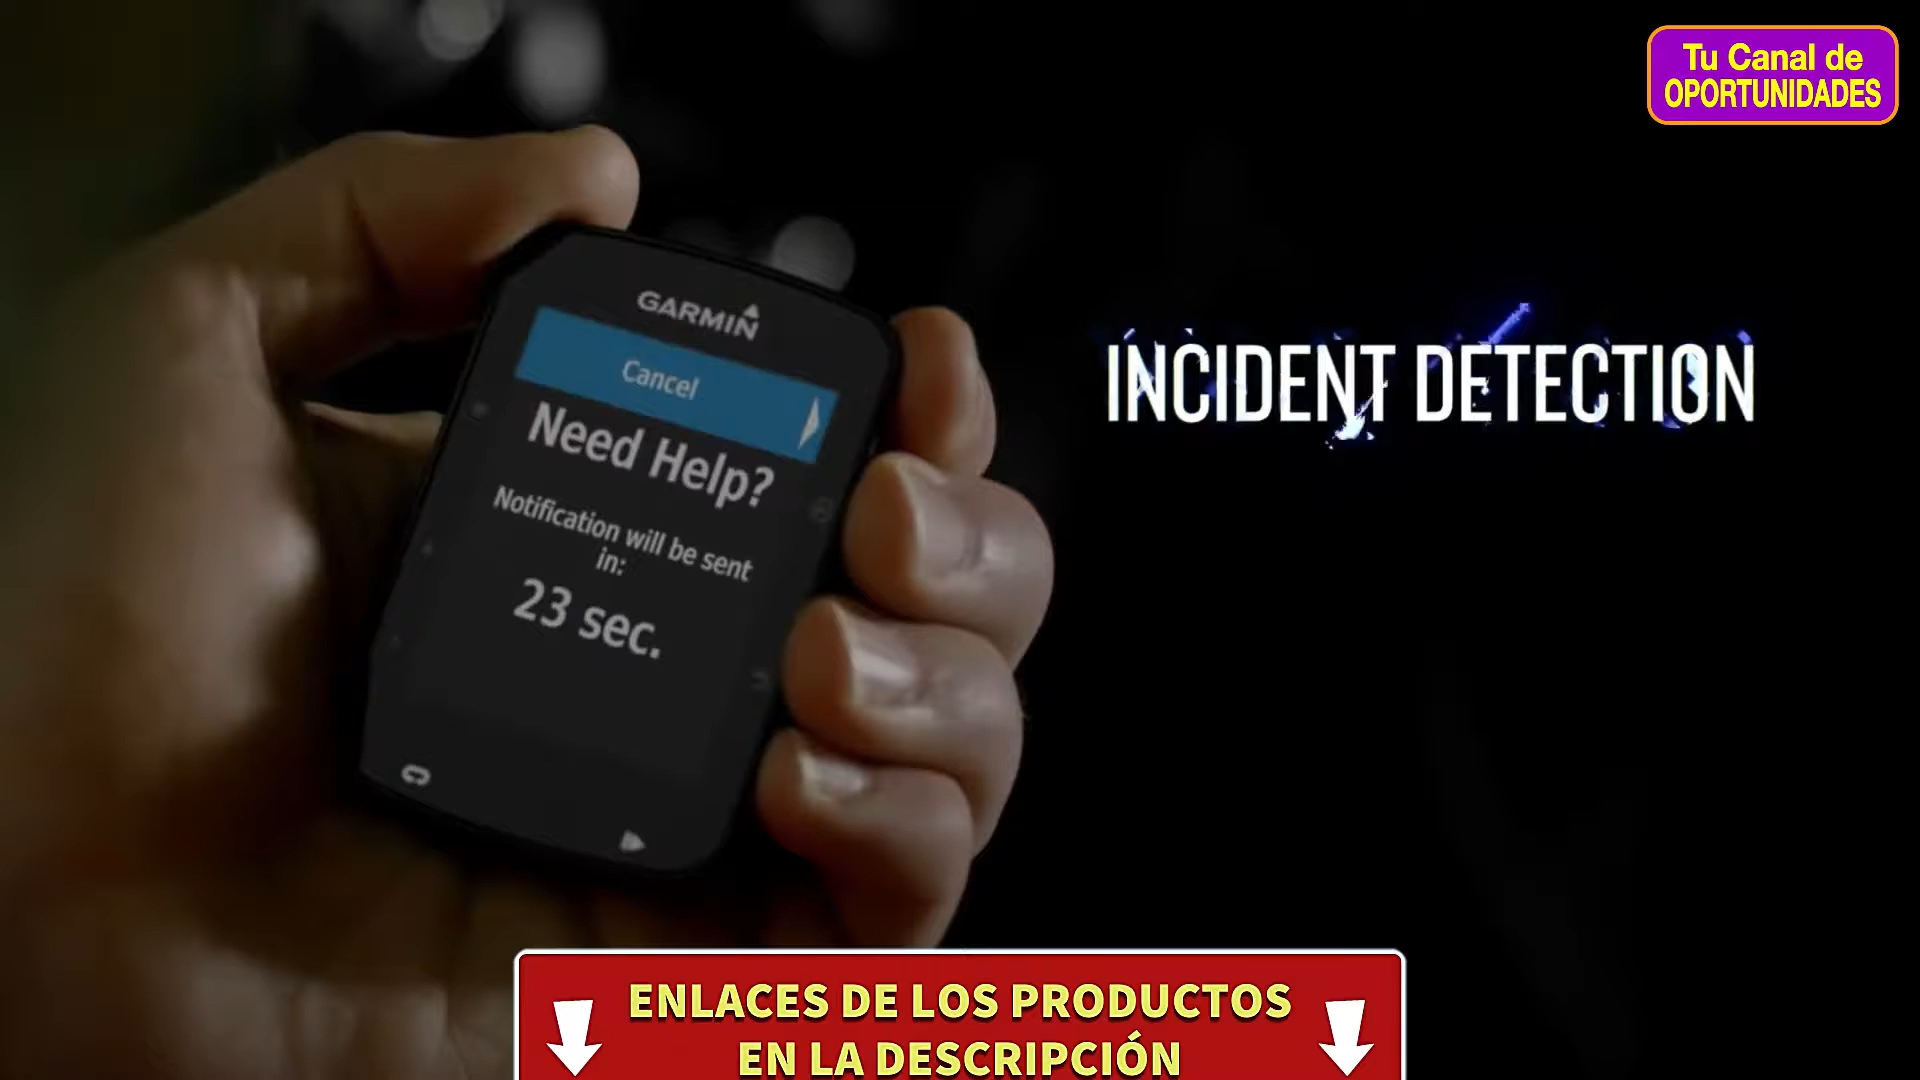 Tu Canal de
OPORTUNIDADES
GARMIN
Cancel
Need Help?
Notification will be sent
in:
23 sec.
INCIDENT DETECTION
ENLACES DE LOS PRODUCTOS
EN LA DESCRIPCIÓN